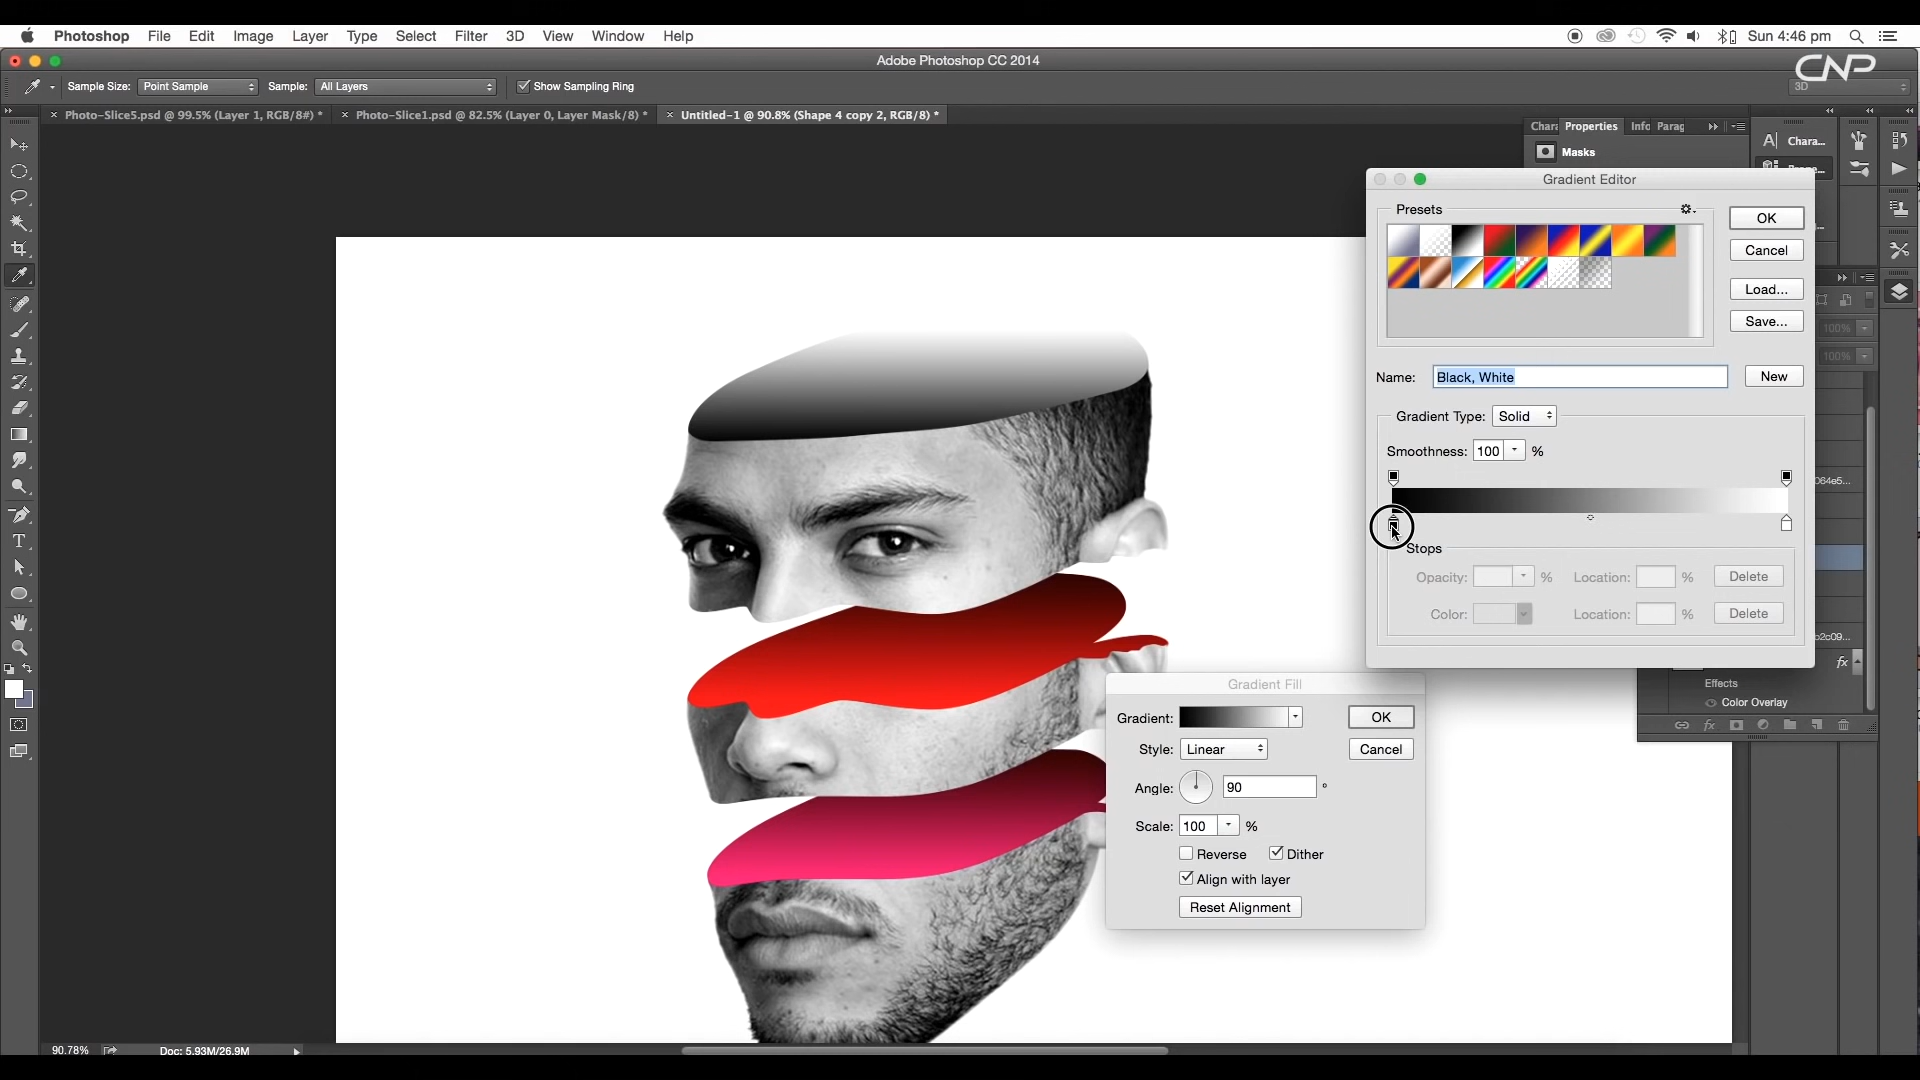 Photoshop File Edit Image Layer Type Select Filter 3D View Window Help Sun 4:46 pm
Adobe Photoshop CC 2014
CNP
Sample Size: Point Sample Sample: All Layers Show Sampling Ring 3D
Photo-Slice5.psd @ 99.5% (Layer 1, RGB/8#) * Photo-Slice1.psd @ 82.5% (Layer 0, Layer Mask/8) * Untitled-1 @ 90.8% (Shape 4 copy 2, RGB/8) *
Chara Properties Info Parag
Masks
A| Chara...
Gradient Editor
Presets
OK
Cancel
Load...
Save...
Name: Black, White New
Gradient Type: Solid
Smoothness: 100 %
Stops
Opacity: % Location: % Delete
Color: Location: % Delete
100%
100%
064e5...
b2c09...
fx
Effects
Color Overlay
fx
Gradient Fill
Gradient: OK
Style: Linear Cancel
Angle: 90 °
Scale: 100 %
Reverse Dither
Align with layer
Reset Alignment
90.78% Doc: 5.93M/26.9M